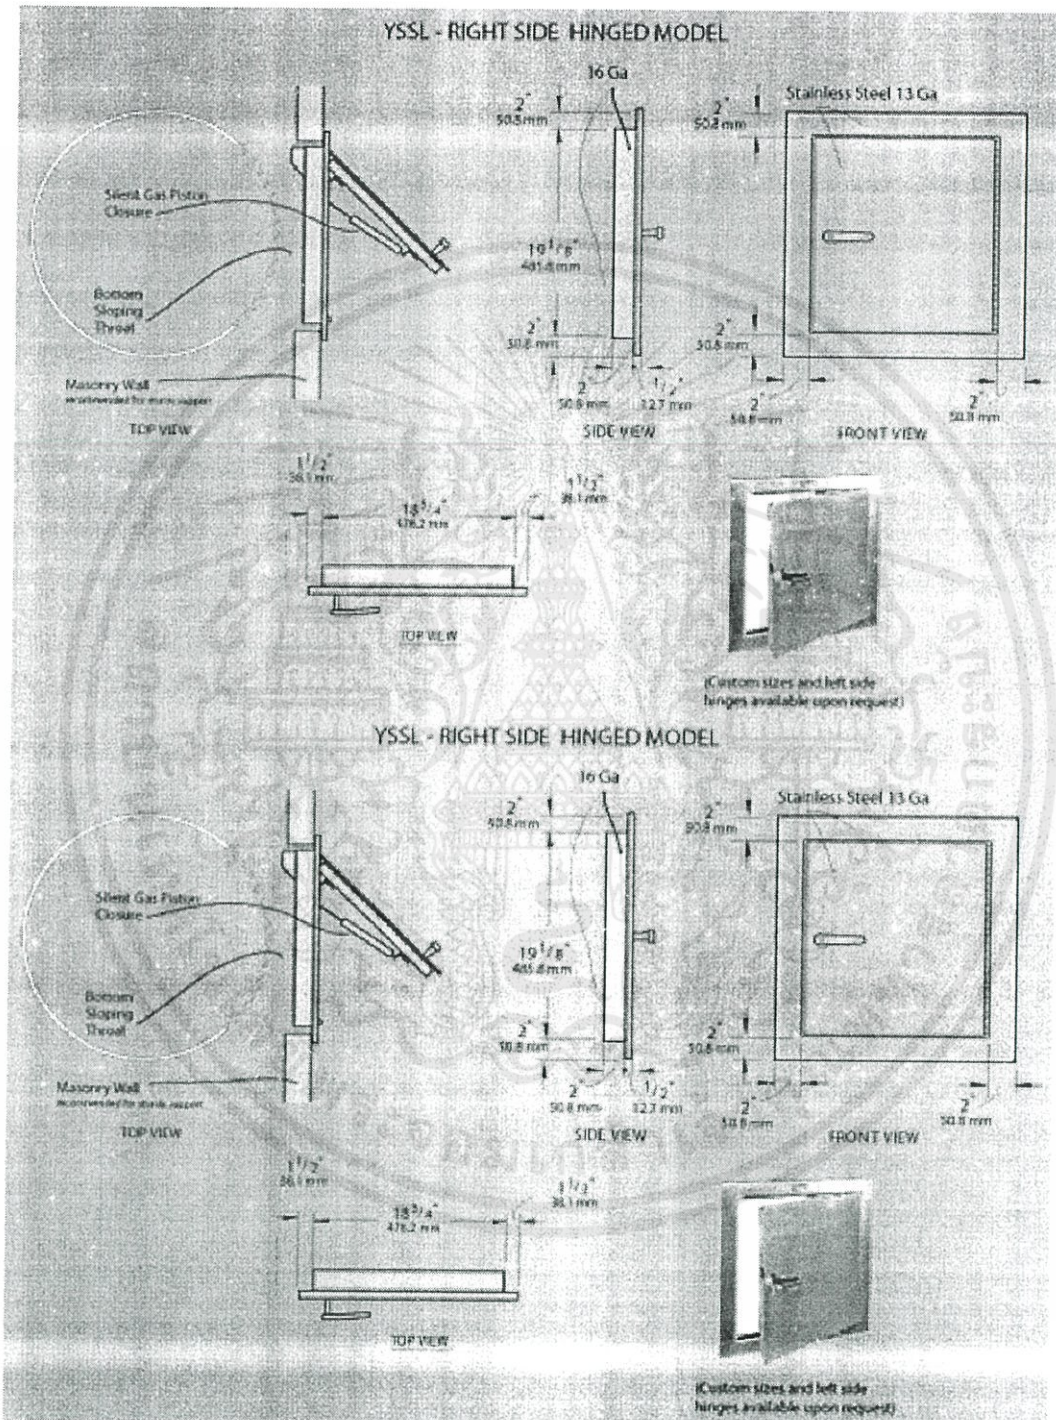 YSSL - RIGHT SIDE HINGED MODEL
16 Ga
Stainless Steel 13 Ga
2"
50.8 mm
2"
50.8 mm
Silent Gas Piston
Closure
19 1/8"
485.8 mm
Bottom
Sloping
Throat
2"
50.8 mm
2"
50.8 mm
Masonry Wall
recommended for support
2"
50.8 mm
1/2"
12.7 mm
2"
50.8 mm
2"
50.8 mm
TOP VIEW
SIDE VIEW
FRONT VIEW
1 1/2"
38.1 mm
18 3/4"
476.2 mm
1 1/2"
38.1 mm
TOP VIEW
(Custom sizes and left side
hinges available upon request)
YSSL - RIGHT SIDE HINGED MODEL
16 Ga
Stainless Steel 13 Ga
2"
50.8 mm
2"
50.8 mm
Silent Gas Piston
Closure
19 1/8"
485.8 mm
Bottom
Sloping
Throat
2"
50.8 mm
2"
50.8 mm
Masonry Wall
recommended for support
2"
50.8 mm
1/2"
12.7 mm
2"
50.8 mm
2"
50.8 mm
TOP VIEW
SIDE VIEW
FRONT VIEW
1 1/2"
38.1 mm
18 3/4"
476.2 mm
1 1/2"
38.1 mm
TOP VIEW
(Custom sizes and left side
hinges available upon request)